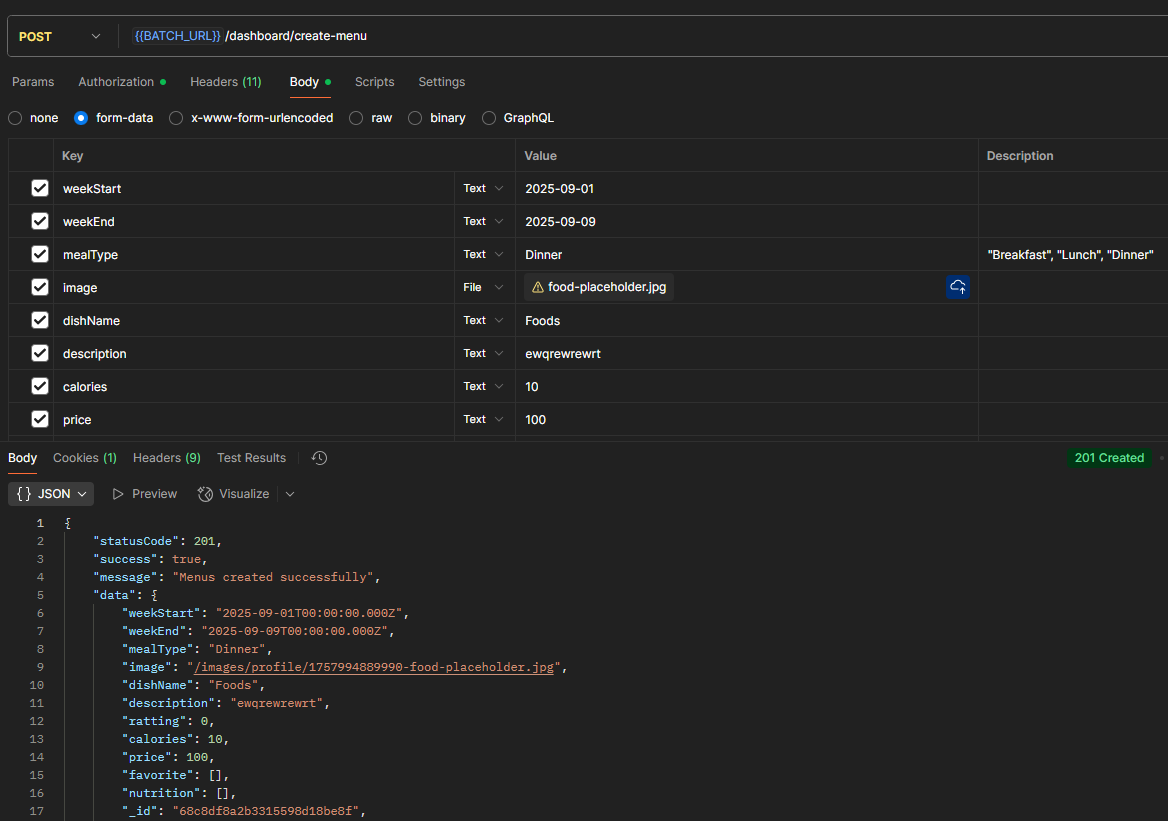 POST {{BATCH_URL}} /dashboard/create-menu
Params Authorization Headers (11) Body Scripts Settings
none form-data x-www-form-urlencoded raw binary GraphQL
Key Value Description
weekStart Text 2025-09-01
weekEnd Text 2025-09-09
mealType Text Dinner "Breakfast", "Lunch", "Dinner"
image File food-placeholder.jpg
dishName Text Foods
description Text ewqrewrewrt
calories Text 10
price Text 100
Body Cookies (1) Headers (9) Test Results 201 Created
{} JSON Preview Visualize
1 {
2 "statusCode": 201,
3 "success": true,
4 "message": "Menus created successfully",
5 "data": {
6 "weekStart": "2025-09-01T00:00:00.000Z",
7 "weekEnd": "2025-09-09T00:00:00.000Z",
8 "mealType": "Dinner",
9 "image": "/images/profile/1757994889990-food-placeholder.jpg",
10 "dishName": "Foods",
11 "description": "ewqrewrewrt",
12 "ratting": 0,
13 "calories": 10,
14 "price": 100,
15 "favorite": [],
16 "nutrition": [],
17 "_id": "68c8df8a2b3315598d18be8f",